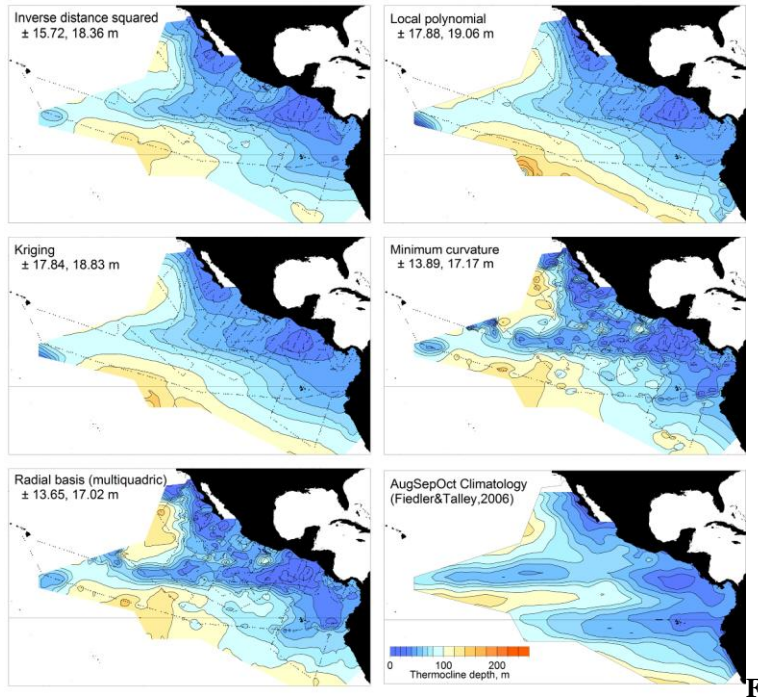 Inverse distance squared
± 15.72, 18.36 m
Local polynomial
± 17.88, 19.06 m
Kriging
± 17.84, 18.83 m
Minimum curvature
± 13.89, 17.17 m
Radial basis (multiquadric)
± 13.65, 17.02 m
AugSepOct Climatology
(Fiedler&Talley,2006)
0 100 200
Thermocline depth, m
F